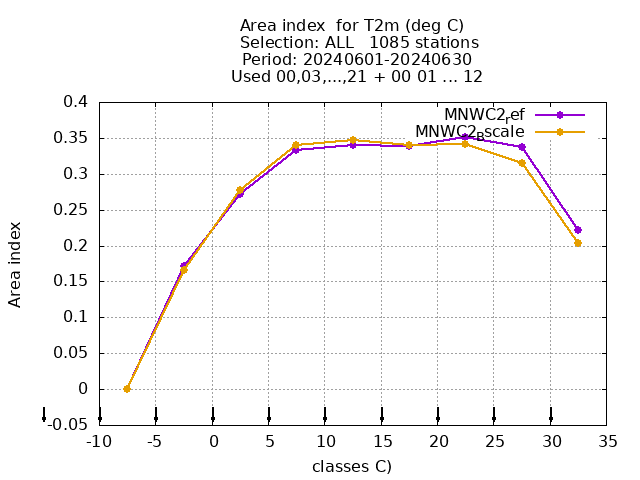 Area index  for T2m (deg C)
Selection: ALL   1085 stations
Period: 20240601-20240630
Used 00,03,...,21 + 00 01 ... 12
MNWC2_ref
MNWC2_Bscale
0.4
0.35
0.3
0.25
0.2
0.15
0.1
0.05
0
-0.05
Area index
-10 -5 0 5 10 15 20 25 30 35
classes C)